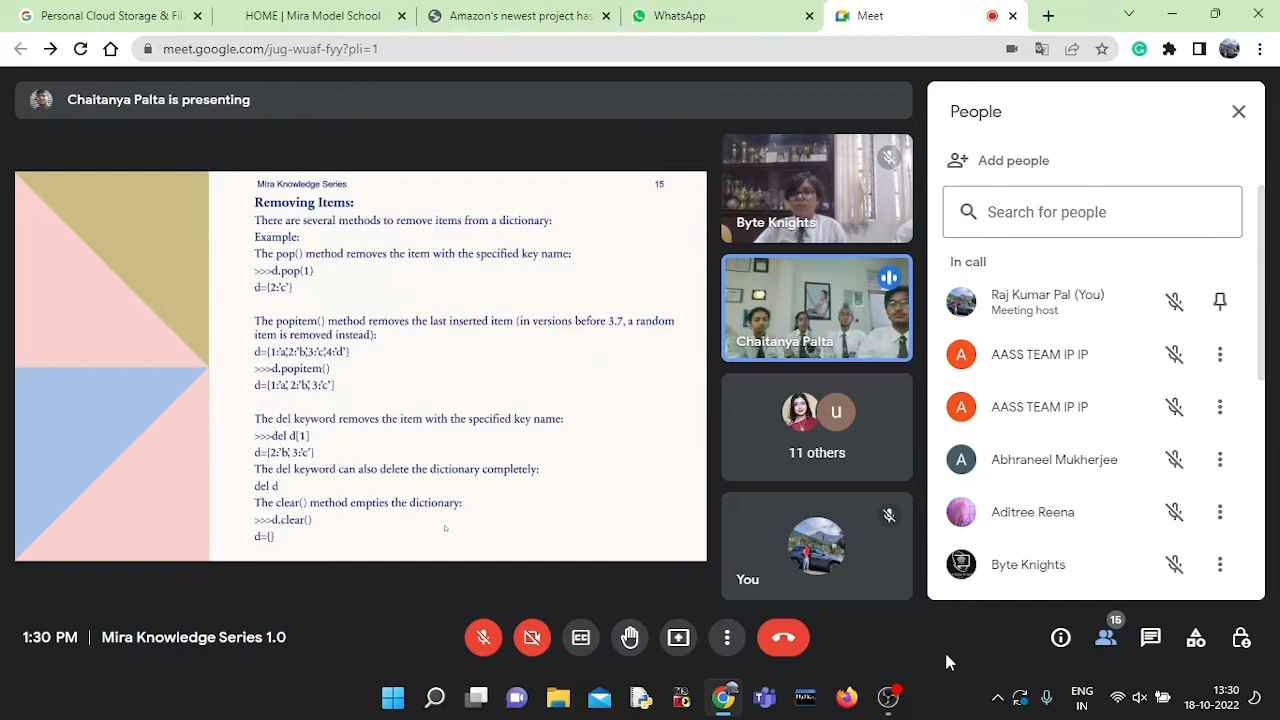 Personal Cloud Storage & File
HOME | Mira Model School
Amazon's newest project has
WhatsApp
Meet
meet.google.com/jug-wuaf-fyy?pli=1
Chaitanya Palta is presenting
MIra Knowledge Series 15
Removing Items:
There are several methods to remove items from a dictionary:
Example:
The pop() method removes the item with the specified key name:
>>>d.pop(1)
d={2:'c'}
The popitem() method removes the last inserted item (in versions before 3.7, a random
item is removed instead):
d={1:'a',2:'b',3:'c',4:'d'}
>>>d.popitem()
d={1:'a', 2:'b', 3:'c'}
The del keyword removes the item with the specified key name:
>>>del d[1]
d={2:'b', 3:'c'}
The del keyword can also delete the dictionary completely:
del d
The clear() method empties the dictionary:
>>>d.clear()
d={}
Byte Knights
Chaitanya Palta
u
11 others
You
People
Add people
Search for people
In call
Raj Kumar Pal (You)
Meeting host
A AASS TEAM IP IP
A AASS TEAM IP IP
A Abhraneel Mukherjee
Aditree Reena
Byte Knights
1:30 PM | Mira Knowledge Series 1.0
15
ENG
IN
13:30
18-10-2022